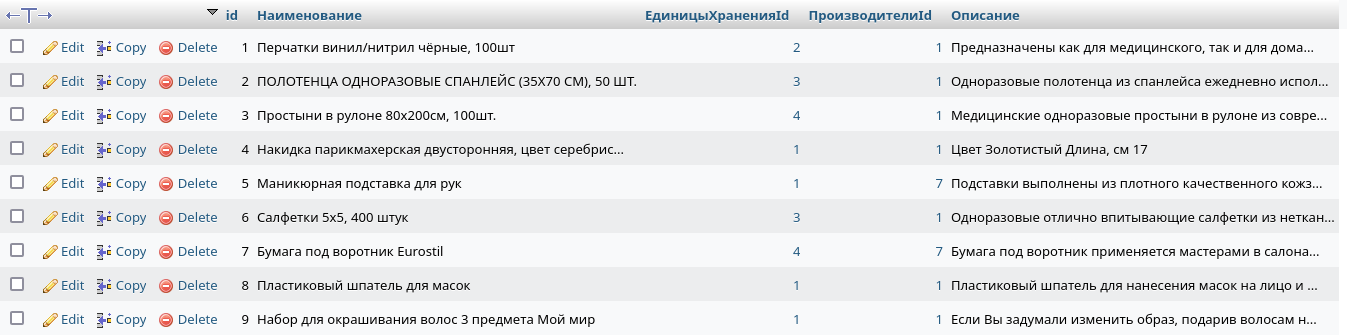 ←T→ id Наименование ЕдиницыХраненияId ПроизводителиId Описание
Edit Copy Delete 1 Перчатки винил/нитрил чёрные, 100шт 2 1 Предназначены как для медицинского, так и для дома...
Edit Copy Delete 2 ПОЛОТЕНЦА ОДНОРАЗОВЫЕ СПАНЛЕЙС (35Х70 СМ), 50 ШТ. 3 1 Одноразовые полотенца из спанлейса ежедневно испол...
Edit Copy Delete 3 Простыни в рулоне 80х200см, 100шт. 4 1 Медицинские одноразовые простыни в рулоне из совре...
Edit Copy Delete 4 Накидка парикмахерская двусторонняя, цвет серебрис... 1 1 Цвет Золотистый Длина, см 17
Edit Copy Delete 5 Маникюрная подставка для рук 1 7 Подставки выполнены из плотного качественного кожз...
Edit Copy Delete 6 Салфетки 5х5, 400 штук 3 1 Одноразовые отлично впитывающие салфетки из неткан...
Edit Copy Delete 7 Бумага под воротник Eurostil 4 7 Бумага под воротник применяется мастерами в салона...
Edit Copy Delete 8 Пластиковый шпатель для масок 1 1 Пластиковый шпатель для нанесения масок на лицо и ...
Edit Copy Delete 9 Набор для окрашивания волос 3 предмета Мой мир 1 1 Если Вы задумали изменить образ, подарив волосам н...